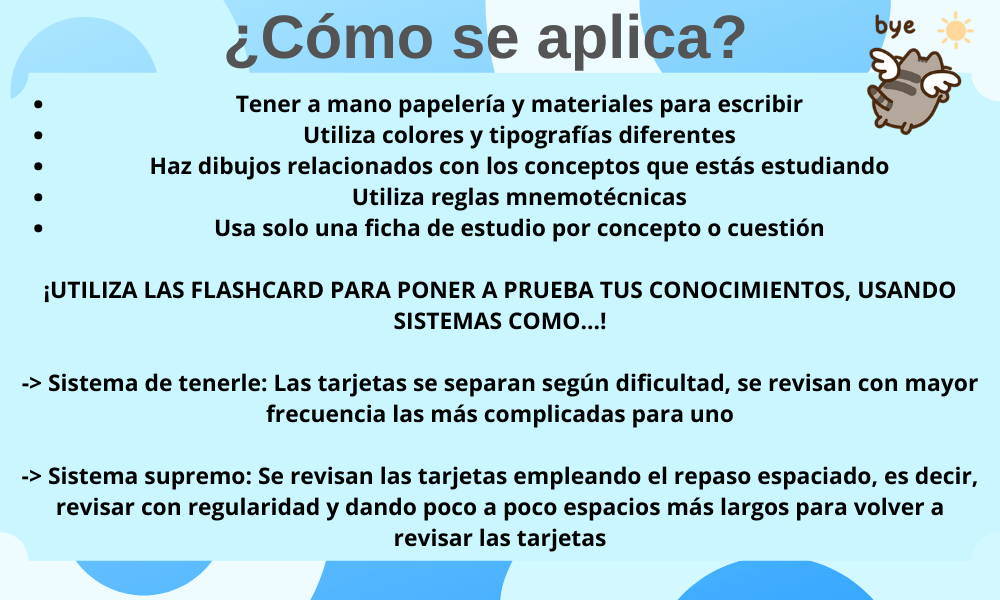 ¿Cómo se aplica?
bye
• Tener a mano papelería y materiales para escribir
• Utiliza colores y tipografías diferentes
• Haz dibujos relacionados con los conceptos que estás estudiando
• Utiliza reglas mnemotécnicas
• Usa solo una ficha de estudio por concepto o cuestión
¡UTILIZA LAS FLASHCARD PARA PONER A PRUEBA TUS CONOCIMIENTOS, USANDO
SISTEMAS COMO...!
-> Sistema de tenerle: Las tarjetas se separan según dificultad, se revisan con mayor
frecuencia las más complicadas para uno
-> Sistema supremo: Se revisan las tarjetas empleando el repaso espaciado, es decir,
revisar con regularidad y dando poco a poco espacios más largos para volver a
revisar las tarjetas